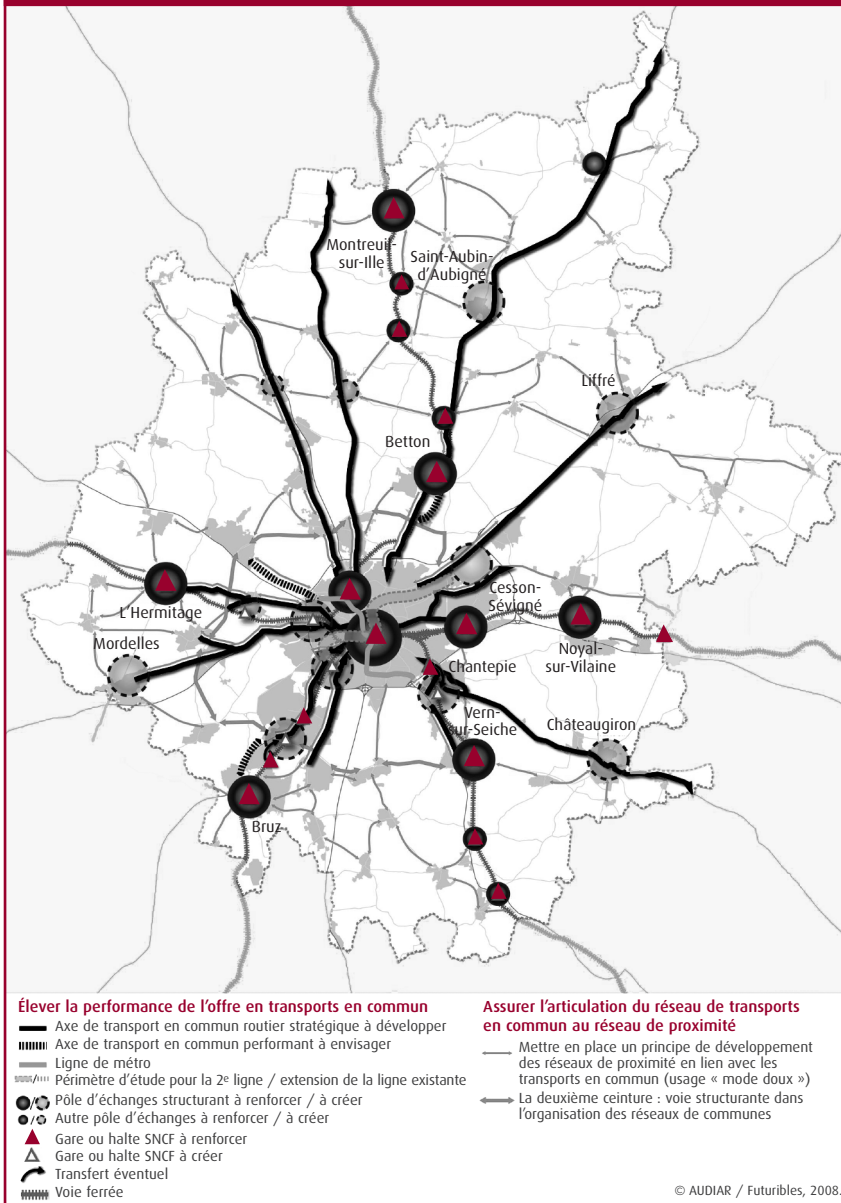 Montreuil-
sur-Ille
Saint-Aubin-
d'Aubigné
Liffré
Betton
L'Hermitage
Cesson-
Sévigné
Mordelles
Chantepie
Noyal-
sur-Vilaine
Vern-
sur-Seiche
Châteaugiron
Bruz
Élever la performance de l'offre en transports en commun
Axe de transport en commun routier stratégique à développer
Axe de transport en commun performant à envisager
Ligne de métro
Périmètre d'étude pour la 2e ligne / extension de la ligne existante
Pôle d'échanges structurant à renforcer / à créer
Autre pôle d'échanges à renforcer / à créer
Gare ou halte SNCF à renforcer
Gare ou halte SNCF à créer
Transfert éventuel
Voie ferrée
Assurer l'articulation du réseau de transports
en commun au réseau de proximité
Mettre en place un principe de développement
des réseaux de proximité en lien avec les
transports en commun (usage « mode doux »)
La deuxième ceinture : voie structurante dans
l'organisation des réseaux de communes
© AUDIAR / Futuribles, 2008.